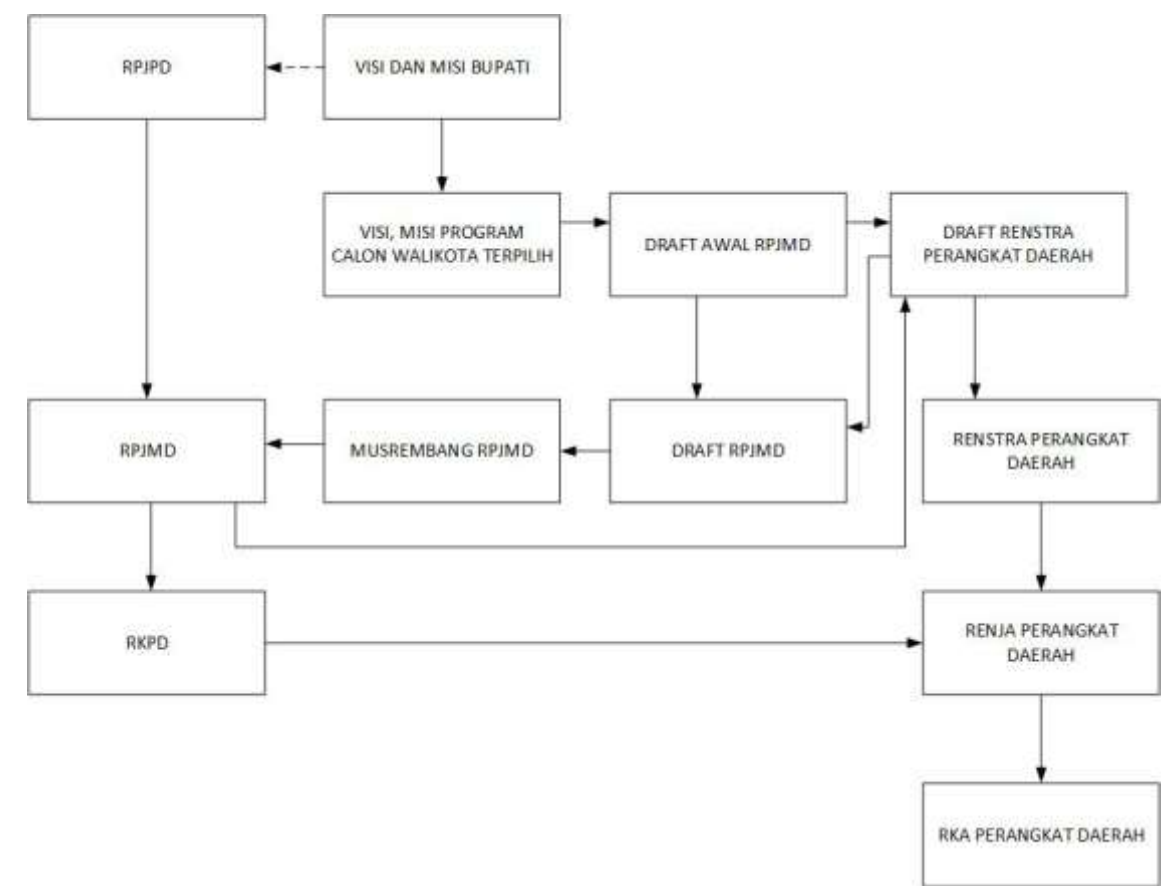 RPJPD
VISI DAN MISI BUPATI
VISI, MISI PROGRAM
CALON WALIKOTA TERPILIH
DRAFT AWAL RPJMD
DRAFT RENSTRA
PERANGKAT DAERAH
RPJMD
MUSREMBANG RPJMD
DRAFT RPJMD
RENSTRA PERANGKAT
DAERAH
RKPD
RENJA PERANGKAT
DAERAH
RKA PERANGKAT DAERAH